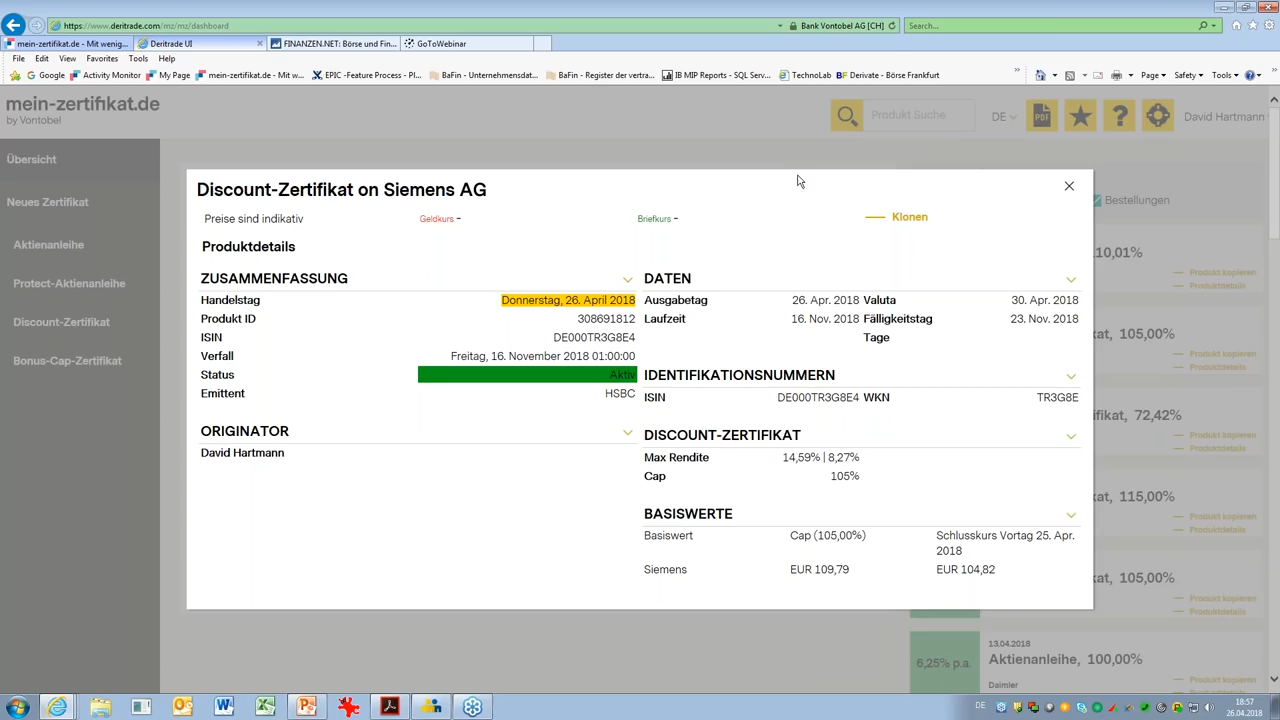 https://www.deritrade.com/mz/mz/dashboard
Bank Vontobel AG [CH]
Search...
mein-zertifikat.de - Mit wenig...
Deritrade UI
FINANZEN.NET: Börse und Fin...
GoToWebinar
File Edit View Favorites Tools Help
Google
Activity Monitor
My Page
mein-zertifikat.de - Mit w...
EPIC -Feature Process - Pl...
BaFin - Unternehmensdat...
BaFin - Register der vertra...
IB MIP Reports - SQL Serv...
TechnoLab
Derivate - Börse Frankfurt
Page
Safety
Tools
mein-zertifikat.de
by Vontobel
Produkt Suche
DE
PDF
?
David Hartmann
Übersicht
Neues Zertifikat
Aktienanleihe
Protect-Aktienanleihe
Discount-Zertifikat
Bonus-Cap-Zertifikat
Discount-Zertifikat on Siemens AG
Preise sind indikativ
Geldkurs -
Briefkurs -
Klonen
Produktdetails
ZUSAMMENFASSUNG
Handelstag Donnerstag, 26. April 2018
Produkt ID 308691812
ISIN DE000TR3G8E4
Verfall Freitag, 16. November 2018 01:00:00
Status Aktiv
Emittent HSBC
ORIGINATOR
David Hartmann
DATEN
Ausgabetag 26. Apr. 2018 Valuta 30. Apr. 2018
Laufzeit 16. Nov. 2018 Fälligkeitstag 23. Nov. 2018
Tage
IDENTIFIKATIONSNUMMERN
ISIN DE000TR3G8E4 WKN TR3G8E
DISCOUNT-ZERTIFIKAT
Max Rendite 14,59% | 8,27%
Cap 105%
BASISWERTE
Basiswert Cap (105,00%) Schlusskurs Vortag 25. Apr.
2018
Siemens EUR 109,79 EUR 104,82
Bestellungen
10,01%
Produkt kopieren
Produktdetails
kat, 105,00%
Produkt kopieren
Produktdetails
ifikat, 72,42%
Produkt kopieren
Produktdetails
kat, 115,00%
Produkt kopieren
Produktdetails
kat, 105,00%
Produkt kopieren
Produktdetails
13.04.2018
6,25% p.a.
Aktienanleihe, 100,00%
Produkt kopieren
Daimler
DE
18:57
26.04.2018